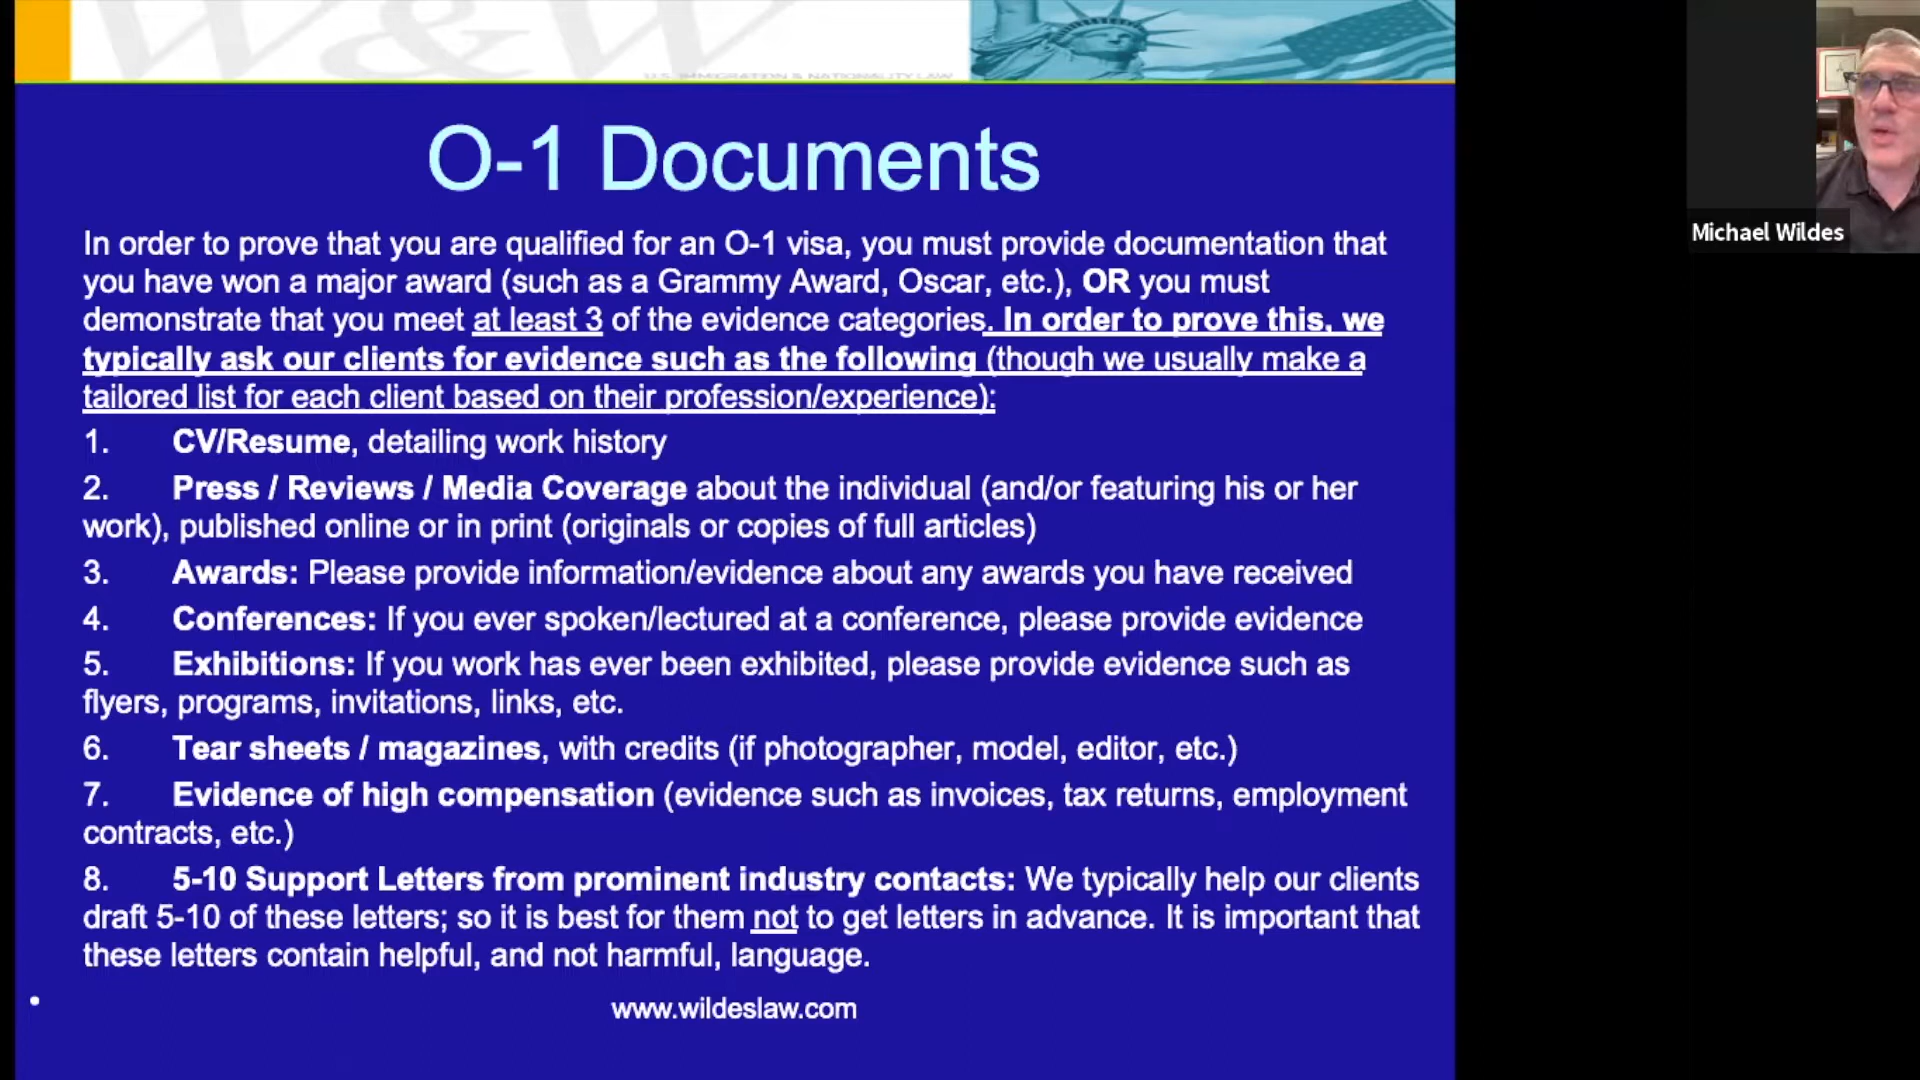 W&W
U.S. IMMIGRATION & NATIONALITY LAW
O-1 Documents
In order to prove that you are qualified for an O-1 visa, you must provide documentation that
you have won a major award (such as a Grammy Award, Oscar, etc.), OR you must
demonstrate that you meet at least 3 of the evidence categories. In order to prove this, we
typically ask our clients for evidence such as the following (though we usually make a
tailored list for each client based on their profession/experience):
1. CV/Resume, detailing work history
2. Press / Reviews / Media Coverage about the individual (and/or featuring his or her
work), published online or in print (originals or copies of full articles)
3. Awards: Please provide information/evidence about any awards you have received
4. Conferences: If you ever spoken/lectured at a conference, please provide evidence
5. Exhibitions: If you work has ever been exhibited, please provide evidence such as
flyers, programs, invitations, links, etc.
6. Tear sheets / magazines, with credits (if photographer, model, editor, etc.)
7. Evidence of high compensation (evidence such as invoices, tax returns, employment
contracts, etc.)
8. 5-10 Support Letters from prominent industry contacts: We typically help our clients
draft 5-10 of these letters; so it is best for them not to get letters in advance. It is important that
these letters contain helpful, and not harmful, language.
www.wildeslaw.com
Michael Wildes